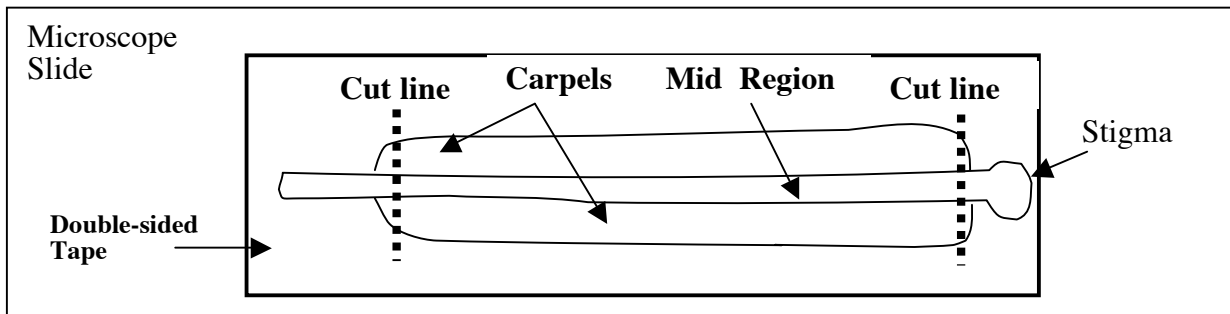 Microscope
Slide
Cut line
Carpels
Mid Region
Cut line
Stigma
Double-sided
Tape